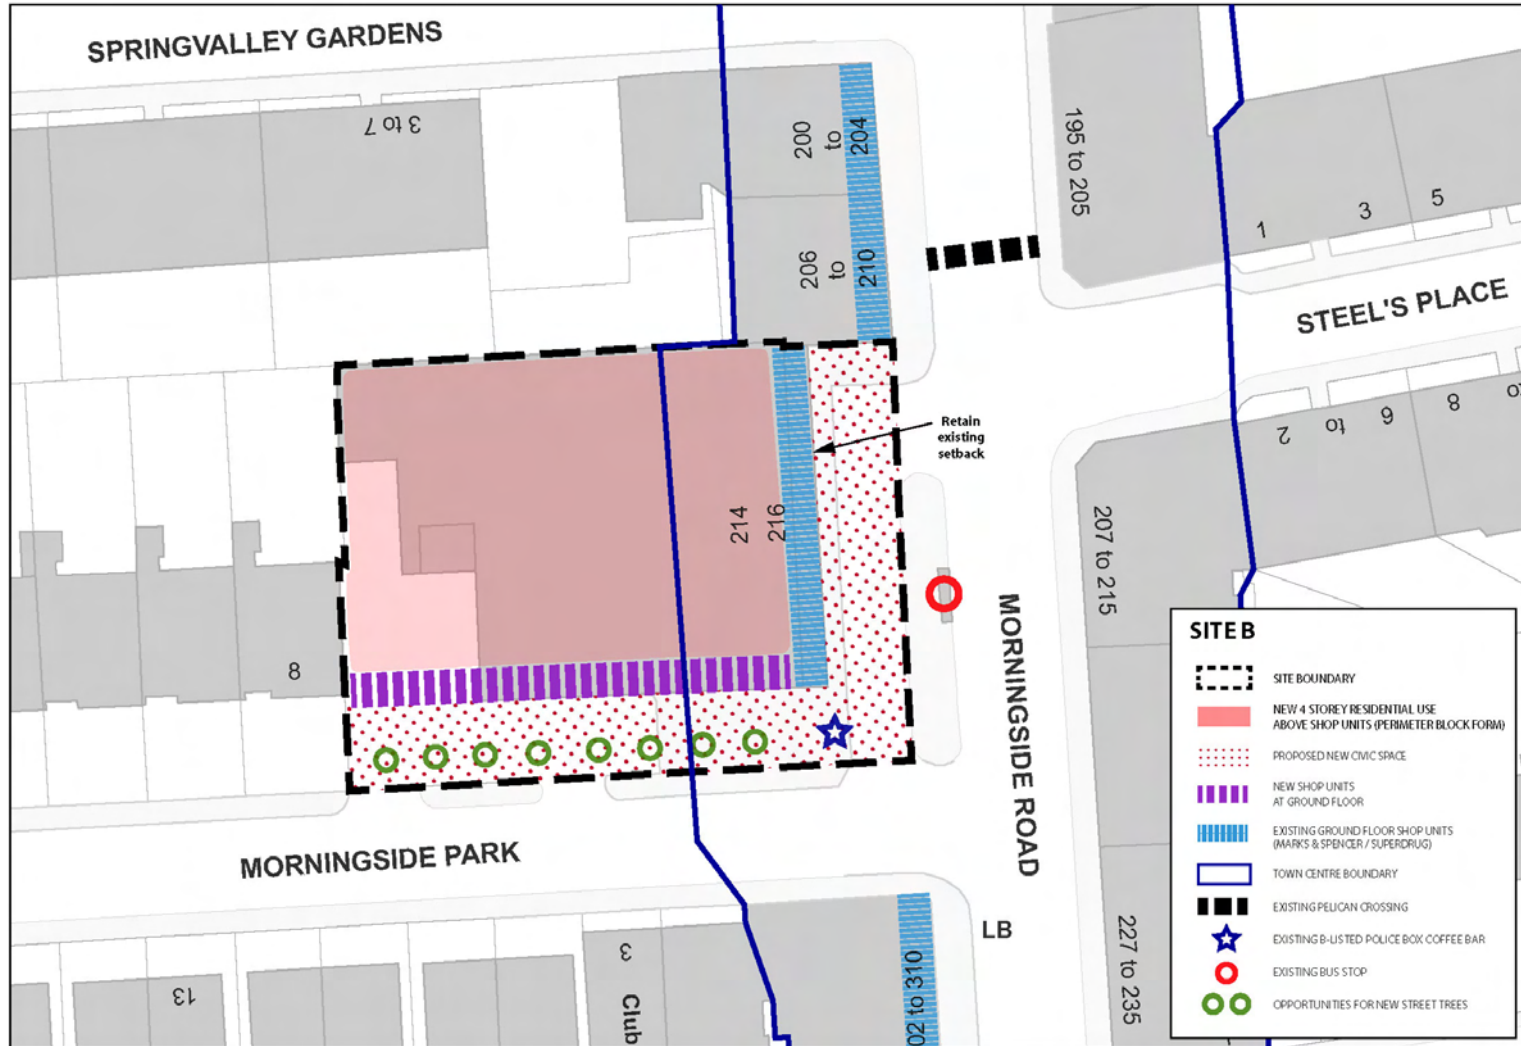 SPRINGVALLEY GARDENS
3 to 7
200
to
204
195 to 205
206
to
210
1
3
5
STEEL'S PLACE
Retain
existing
setback
2
to
6
8
to
214
216
207 to 215
8
MORNINGSIDE ROAD
MORNINGSIDE PARK
LB
3
Club
13
02 to 310
227 to 235
SITE B
SITE BOUNDARY
NEW 4 STOREY RESIDENTIAL USE
ABOVE SHOP UNITS (PERIMETER BLOCK FORM)
PROPOSED NEW CIVIC SPACE
NEW SHOP UNITS
AT GROUND FLOOR
EXISTING GROUND FLOOR SHOP UNITS
(MARKS & SPENCER / SUPERDRUG)
TOWN CENTRE BOUNDARY
EXISTING PELICAN CROSSING
EXISTING B-LISTED POLICE BOX COFFEE BAR
EXISTING BUS STOP
OPPORTUNITIES FOR NEW STREET TREES